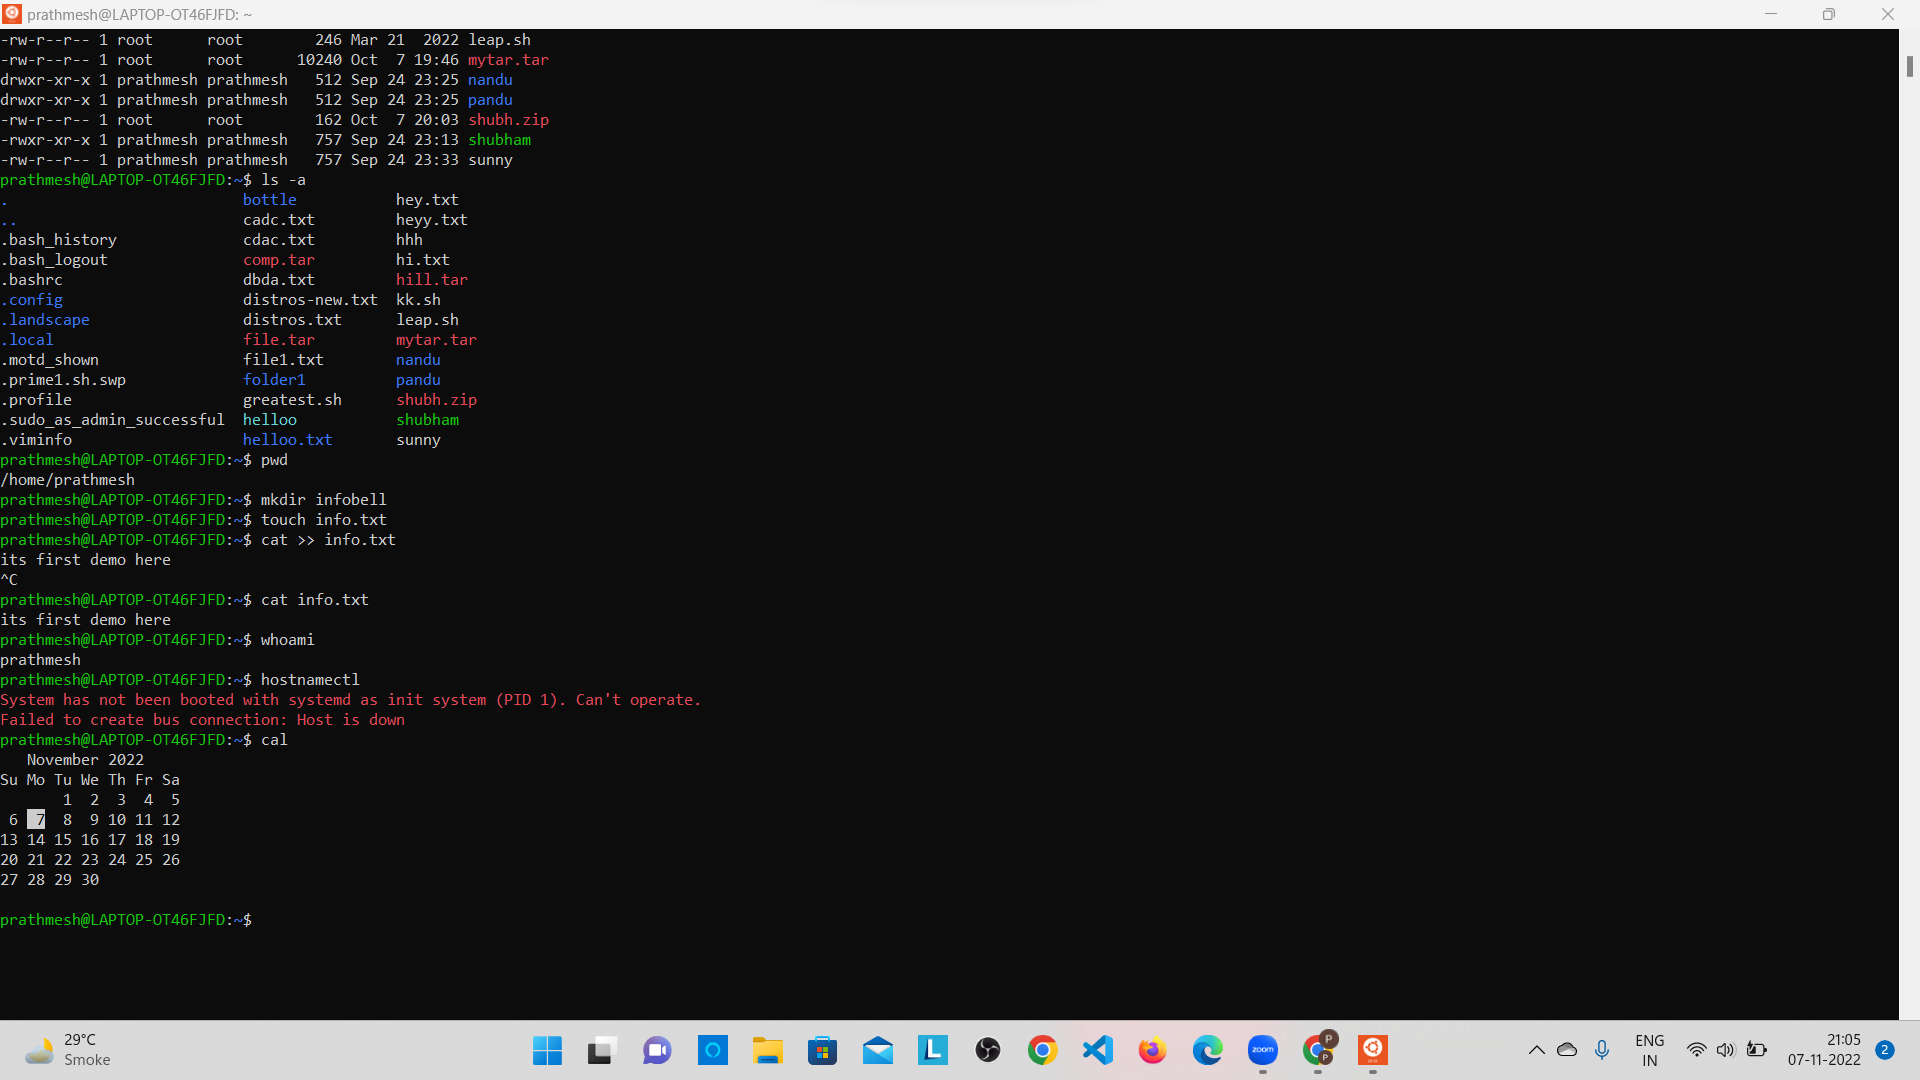 prathmesh@LAPTOP-OT46FJFD: ~
-rw-r--r-- 1 root      root        246 Mar 21  2022 leap.sh
-rw-r--r-- 1 root      root      10240 Oct  7 19:46 mytar.tar
drwxr-xr-x 1 prathmesh prathmesh   512 Sep 24 23:25 nandu
drwxr-xr-x 1 prathmesh prathmesh   512 Sep 24 23:25 pandu
-rw-r--r-- 1 root      root        162 Oct  7 20:03 shubh.zip
-rwxr-xr-x 1 prathmesh prathmesh   757 Sep 24 23:13 shubham
-rw-r--r-- 1 prathmesh prathmesh   757 Sep 24 23:33 sunny
prathmesh@LAPTOP-OT46FJFD:~$ ls -a
.                          bottle           hey.txt
..                         cadc.txt         heyy.txt
.bash_history              cdac.txt         hhh
.bash_logout               comp.tar         hi.txt
.bashrc                    dbda.txt         hill.tar
.config                    distros-new.txt  kk.sh
.landscape                 distros.txt      leap.sh
.local                     file.tar         mytar.tar
.motd_shown                file1.txt        nandu
.prime1.sh.swp             folder1          pandu
.profile                   greatest.sh      shubh.zip
.sudo_as_admin_successful  helloo           shubham
.viminfo                   helloo.txt       sunny
prathmesh@LAPTOP-OT46FJFD:~$ pwd
/home/prathmesh
prathmesh@LAPTOP-OT46FJFD:~$ mkdir infobell
prathmesh@LAPTOP-OT46FJFD:~$ touch info.txt
prathmesh@LAPTOP-OT46FJFD:~$ cat >> info.txt
its first demo here
^C
prathmesh@LAPTOP-OT46FJFD:~$ cat info.txt
its first demo here
prathmesh@LAPTOP-OT46FJFD:~$ whoami
prathmesh
prathmesh@LAPTOP-OT46FJFD:~$ hostnamectl
System has not been booted with systemd as init system (PID 1). Can't operate.
Failed to create bus connection: Host is down
prathmesh@LAPTOP-OT46FJFD:~$ cal
   November 2022
Su Mo Tu We Th Fr Sa
       1  2  3  4  5
 6  7  8  9 10 11 12
13 14 15 16 17 18 19
20 21 22 23 24 25 26
27 28 29 30
prathmesh@LAPTOP-OT46FJFD:~$
29°C
Smoke
L
zoom
P
P
ENG
IN
21:05
07-11-2022
2